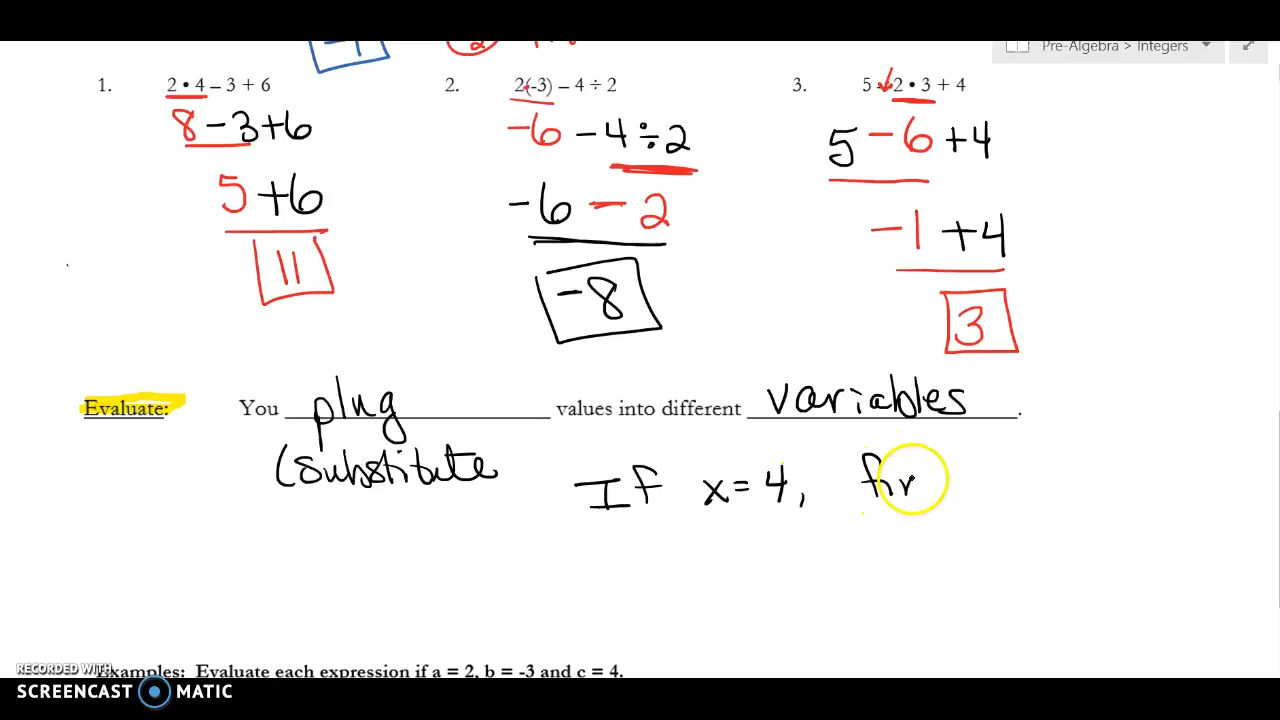 Pre-Algebra > Integers
1. 2 • 4 – 3 + 6
8 – 3 + 6
5 + 6
11
2. 2(-3) – 4 ÷ 2
-6 – 4 ÷ 2
-6 – 2
-8
3. 5 – 2 • 3 + 4
5 – 6 + 4
-1 + 4
3
Evaluate: You plug values into different variables.
(substitute
If x = 4, fin
Examples: Evaluate each expression if a = 2, b = -3 and c = 4.
RECORDED WITH
SCREENCAST MATIC